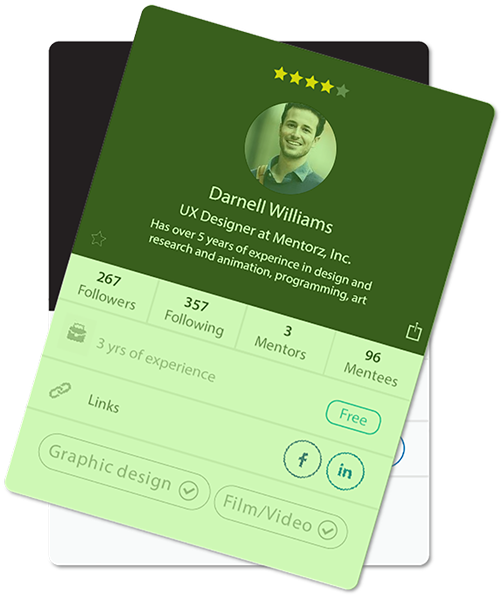 Darnell Williams
UX Designer at Mentorz, Inc.
Has over 5 years of experince in design and
research and animation, programming, art
267 357 3 96
Followers Following Mentors Mentees
3 yrs of experience
Free
Links
f in
Graphic design Film/Video